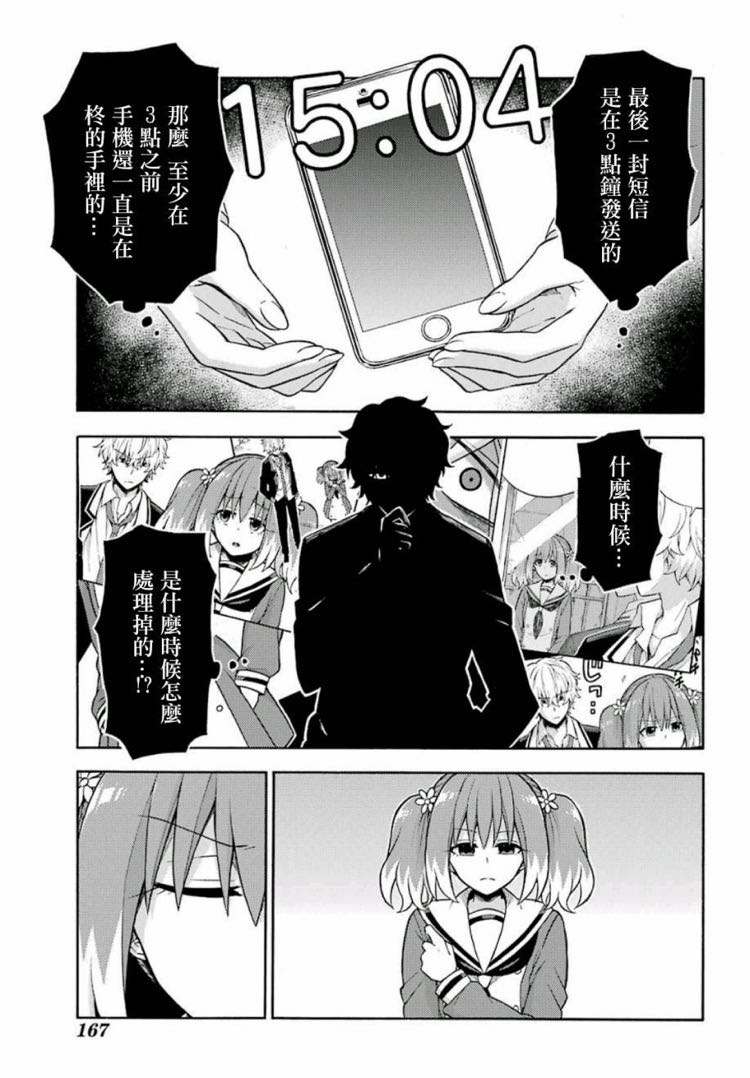 15:04
最後一封短信
是在3點鐘發送的
那麼 至少在
3點之前
手機還一直是在
柊的手裡的…
什麼時候…
じっ…
是什麼時候怎麼
處理掉的…!?
167